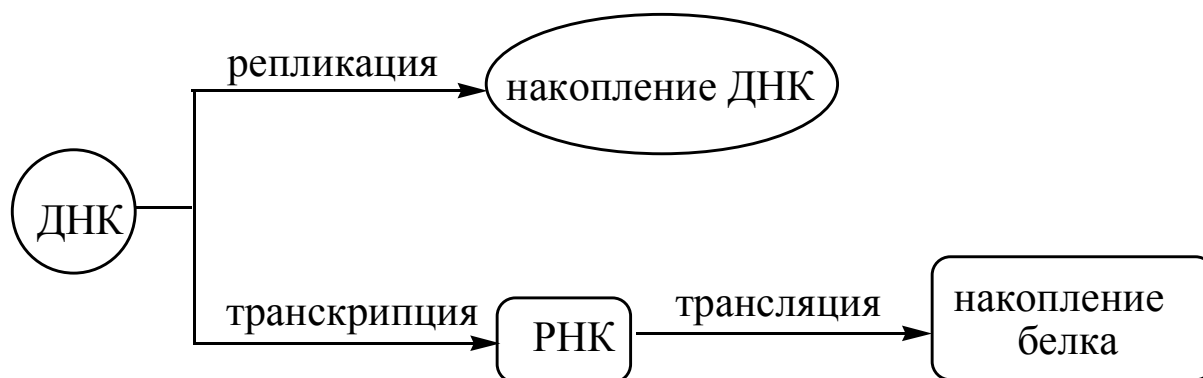 репликация
накопление ДНК
ДНК
транскрипция
РНК
трансляция
накопление
белка